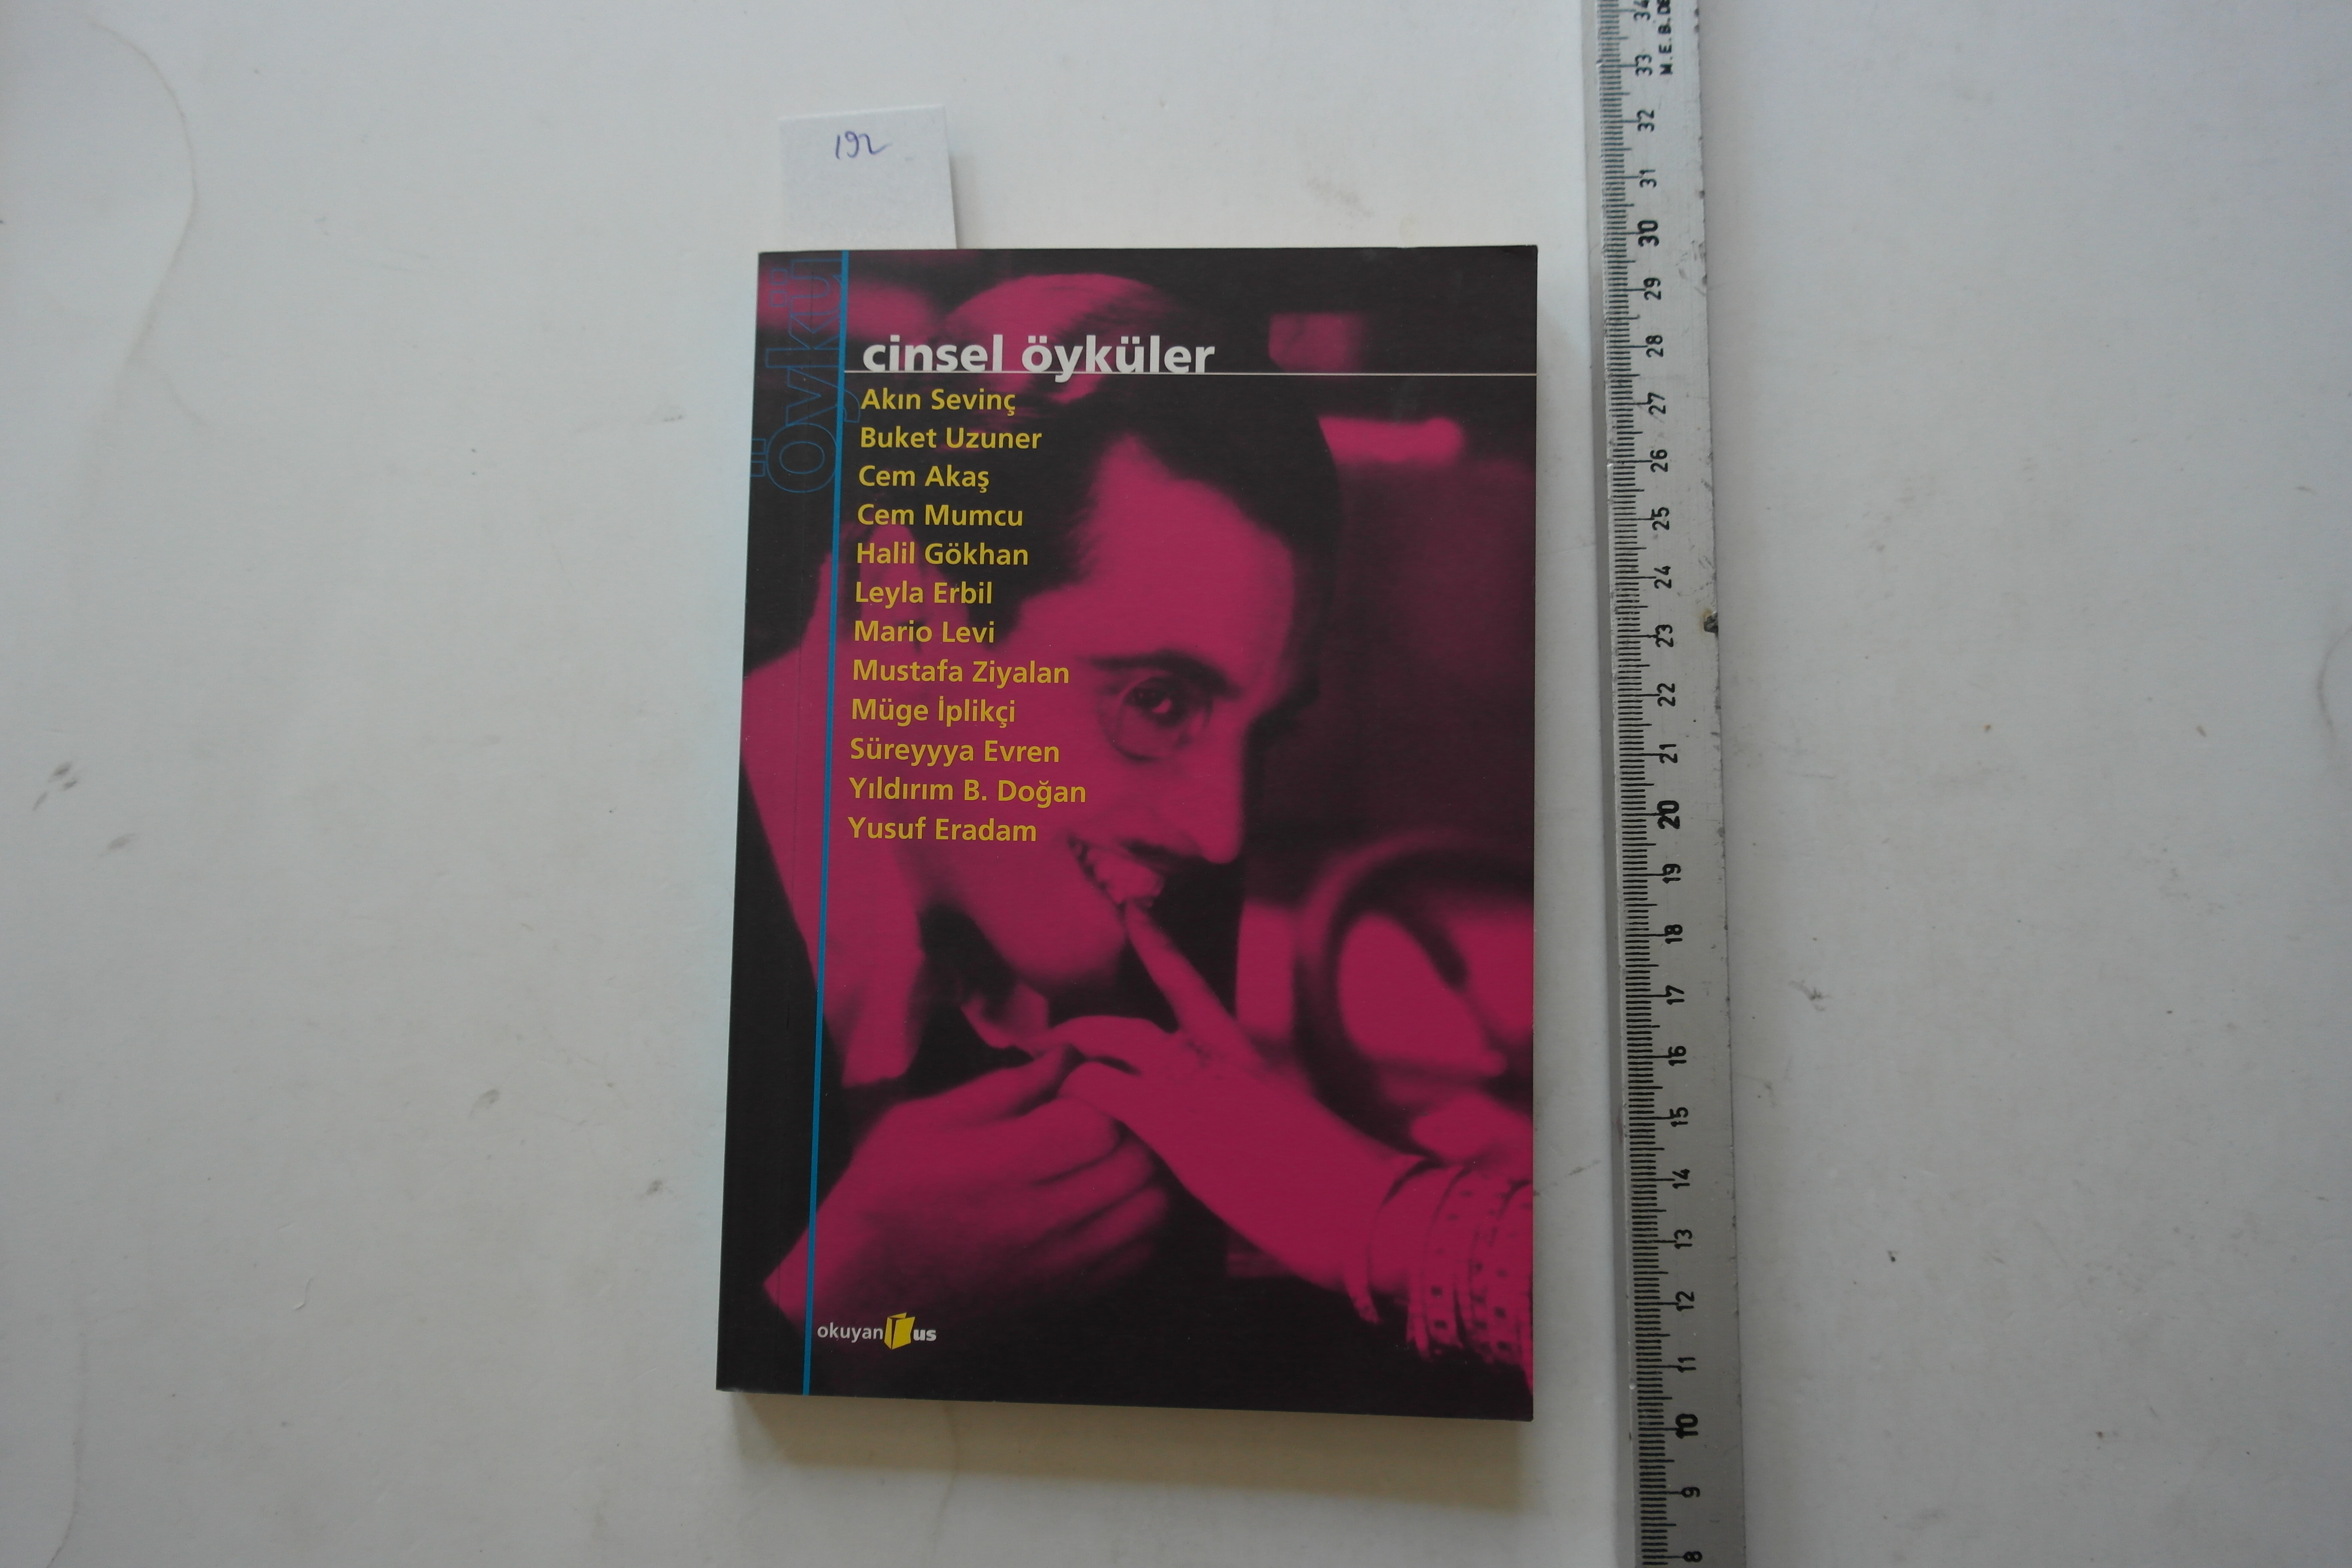 192
öykü
cinsel öyküler
Akın Sevinç
Buket Uzuner
Cem Akaş
Cem Mumcu
Halil Gökhan
Leyla Erbil
Mario Levi
Mustafa Ziyalan
Müge İplikçi
Süreyyya Evren
Yıldırım B. Doğan
Yusuf Eradam
okuyan us
M.E.B.DE
34
33
32
31
30
29
28
27
26
25
24
23
22
21
20
19
18
17
16
15
14
13
12
11
10
9
8